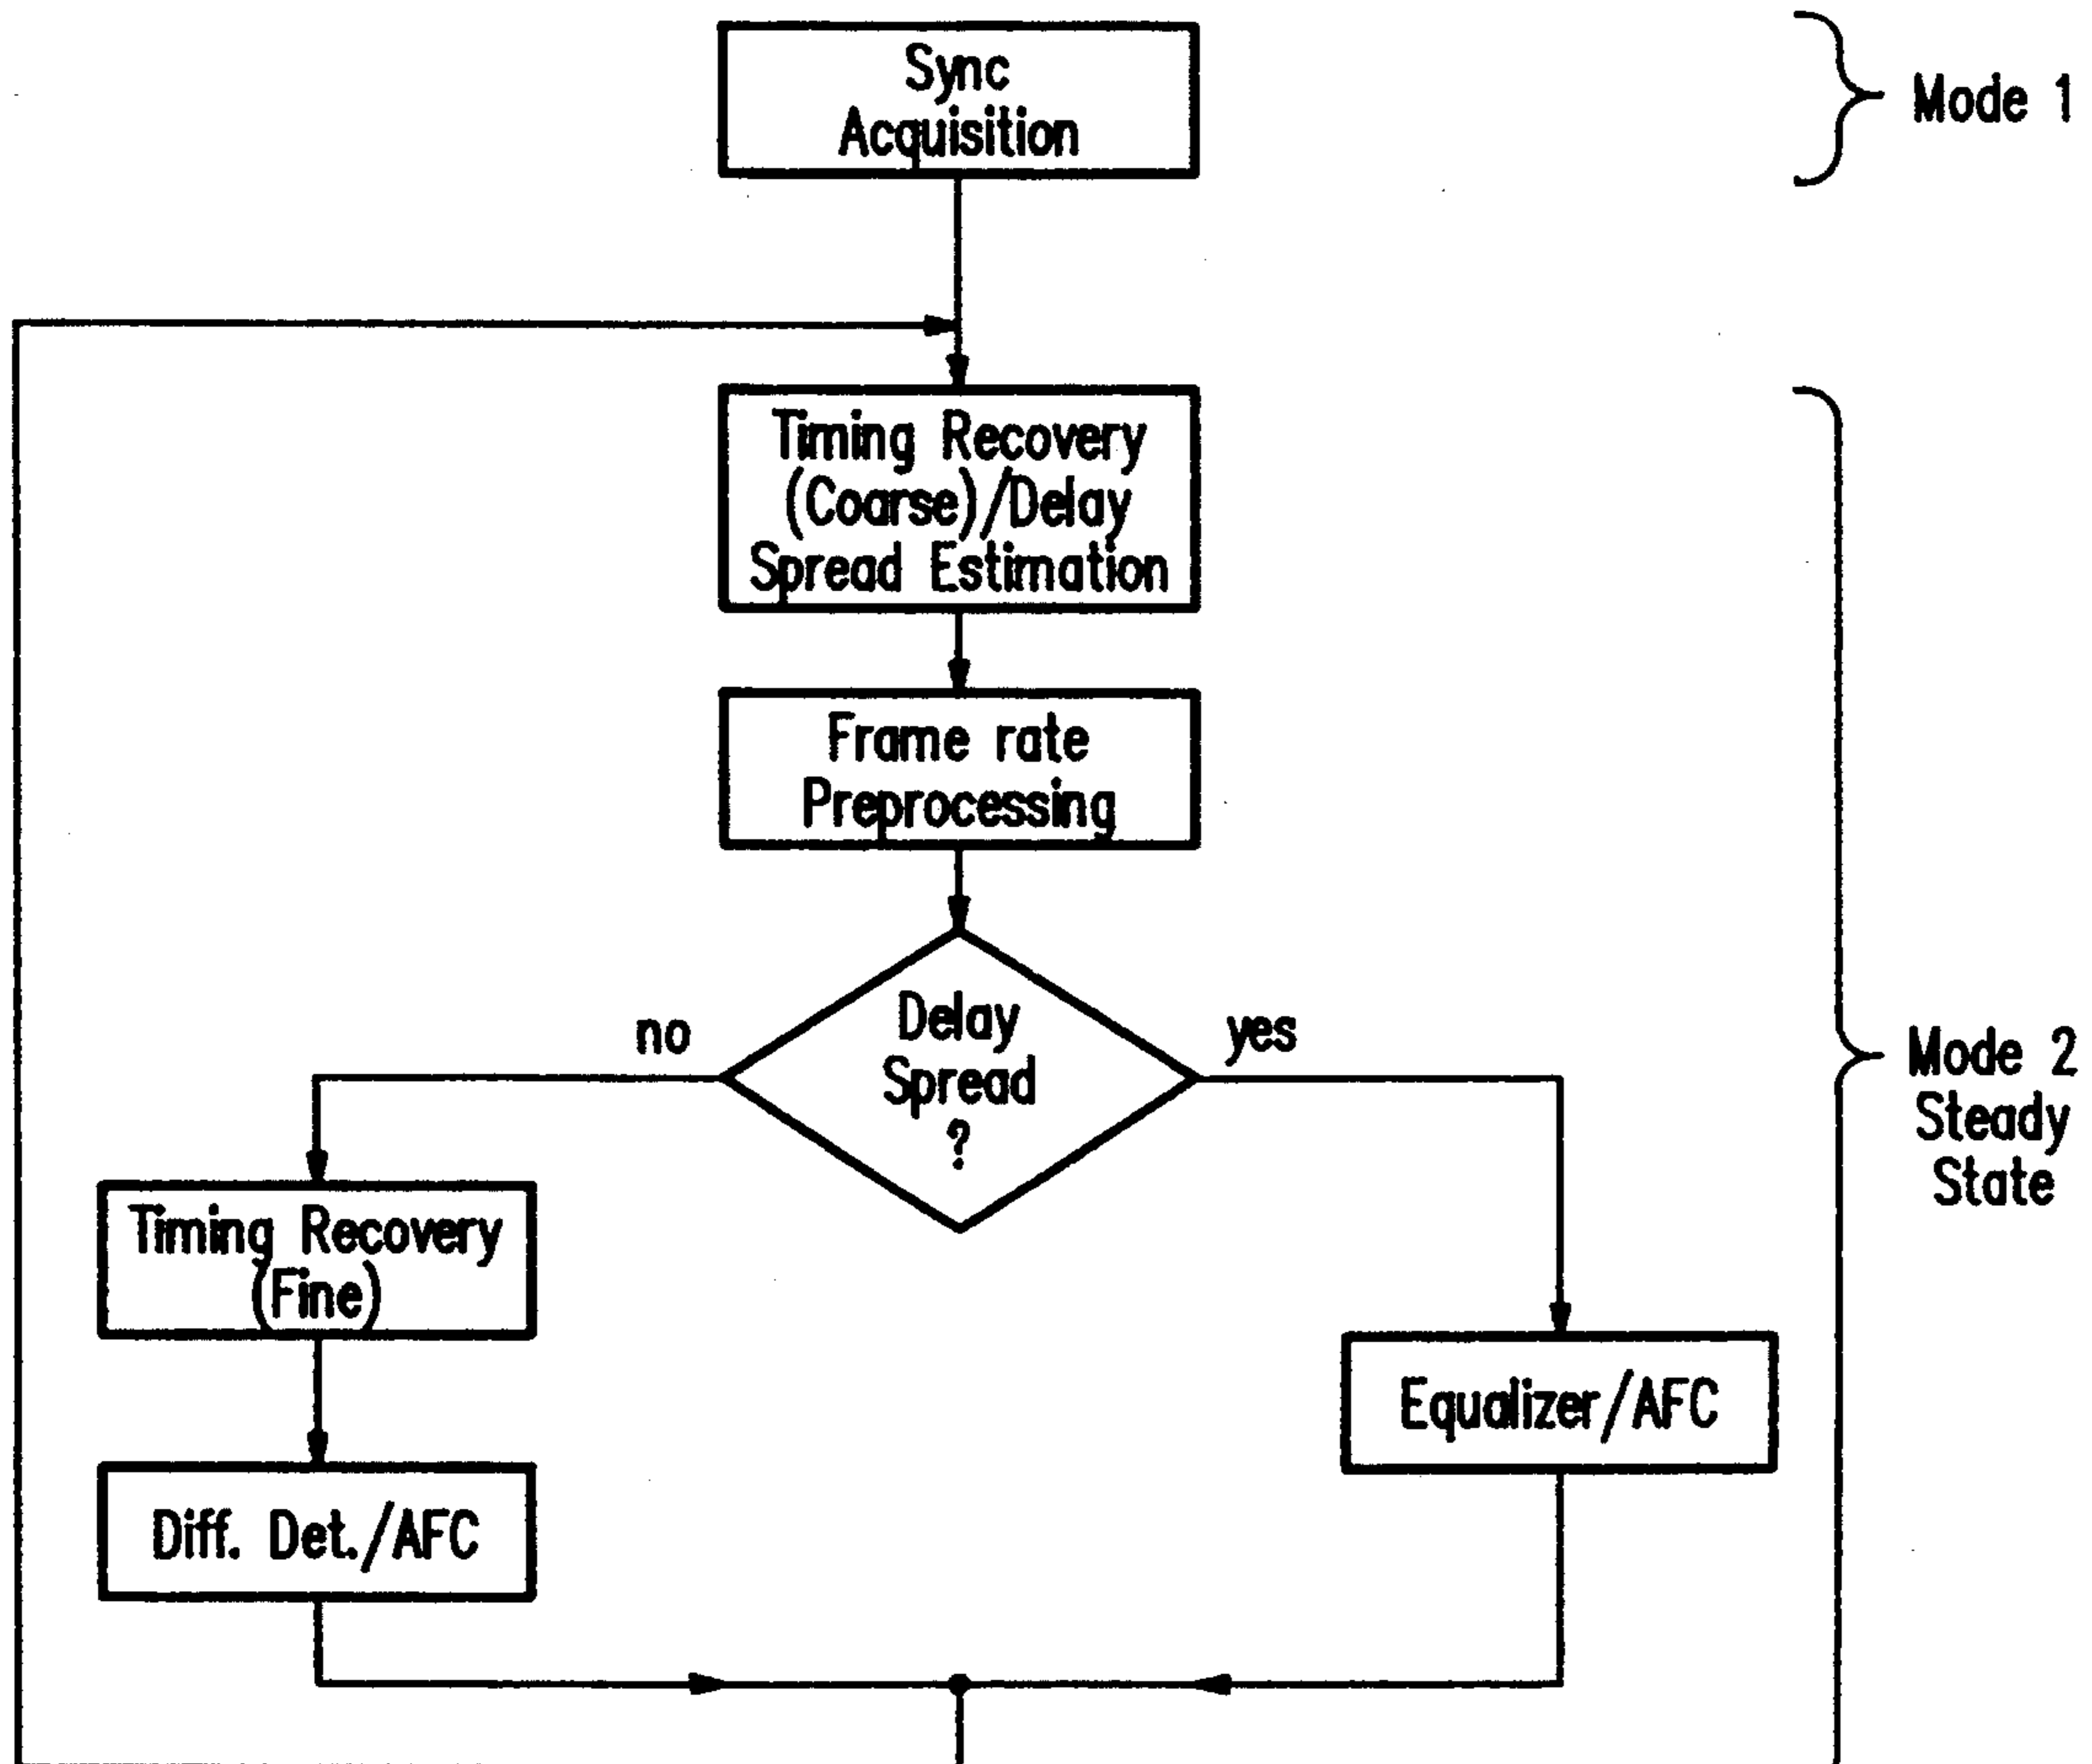 Sync
Acquisition
Mode 1
Timing Recovery
(Coarse)/Delay
Spread Estimation
Frame rate
Preprocessing
Delay
Spread
?
no
yes
Mode 2
Steady
State
Timing Recovery
(Fine)
Equalizer/AFC
Diff. Det./AFC